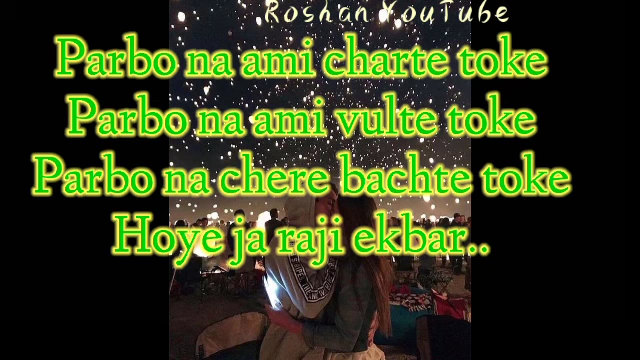 Roshan YouTube
Parbo na ami charte toke
Parbo na ami vulte toke
Parbo na chere bachte toke
Hoye ja raji ekbar..